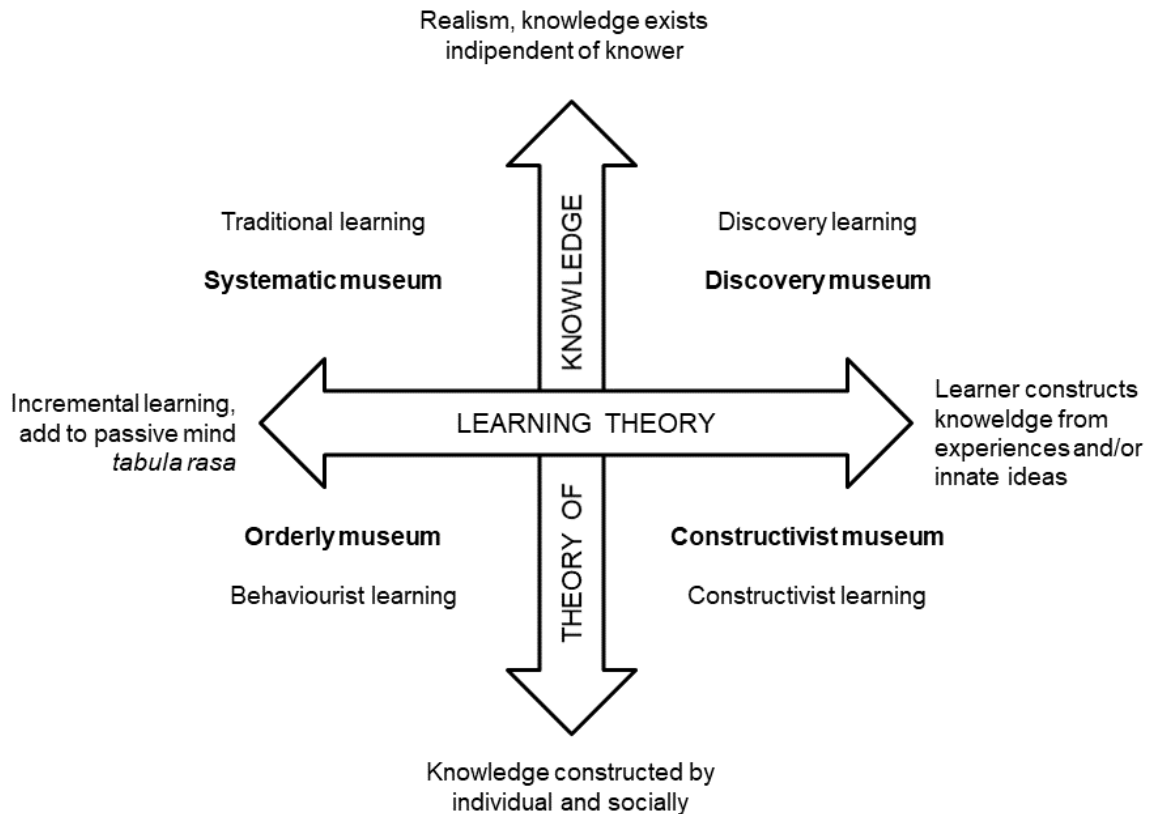 Realism, knowledge exists
indipendent of knower
Traditional learning
Systematic museum
Discovery learning
Discovery museum
THEORY OF KNOWLEDGE
Incremental learning,
add to passive mind
tabula rasa
LEARNING THEORY
Learner constructs
knoweldge from
experiences and/or
innate ideas
Orderly museum
Behaviourist learning
Constructivist museum
Constructivist learning
Knowledge constructed by
individual and socially